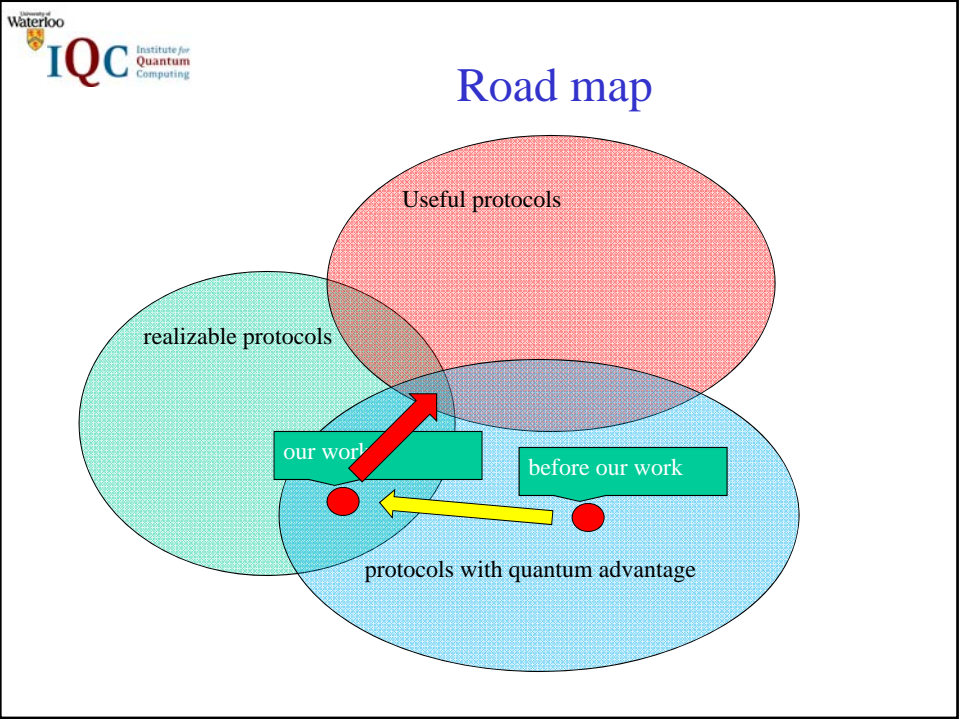 University of
Waterloo
IQC
Institute for
Quantum
Computing
Road map
Useful protocols
realizable protocols
our work
before our work
protocols with quantum advantage